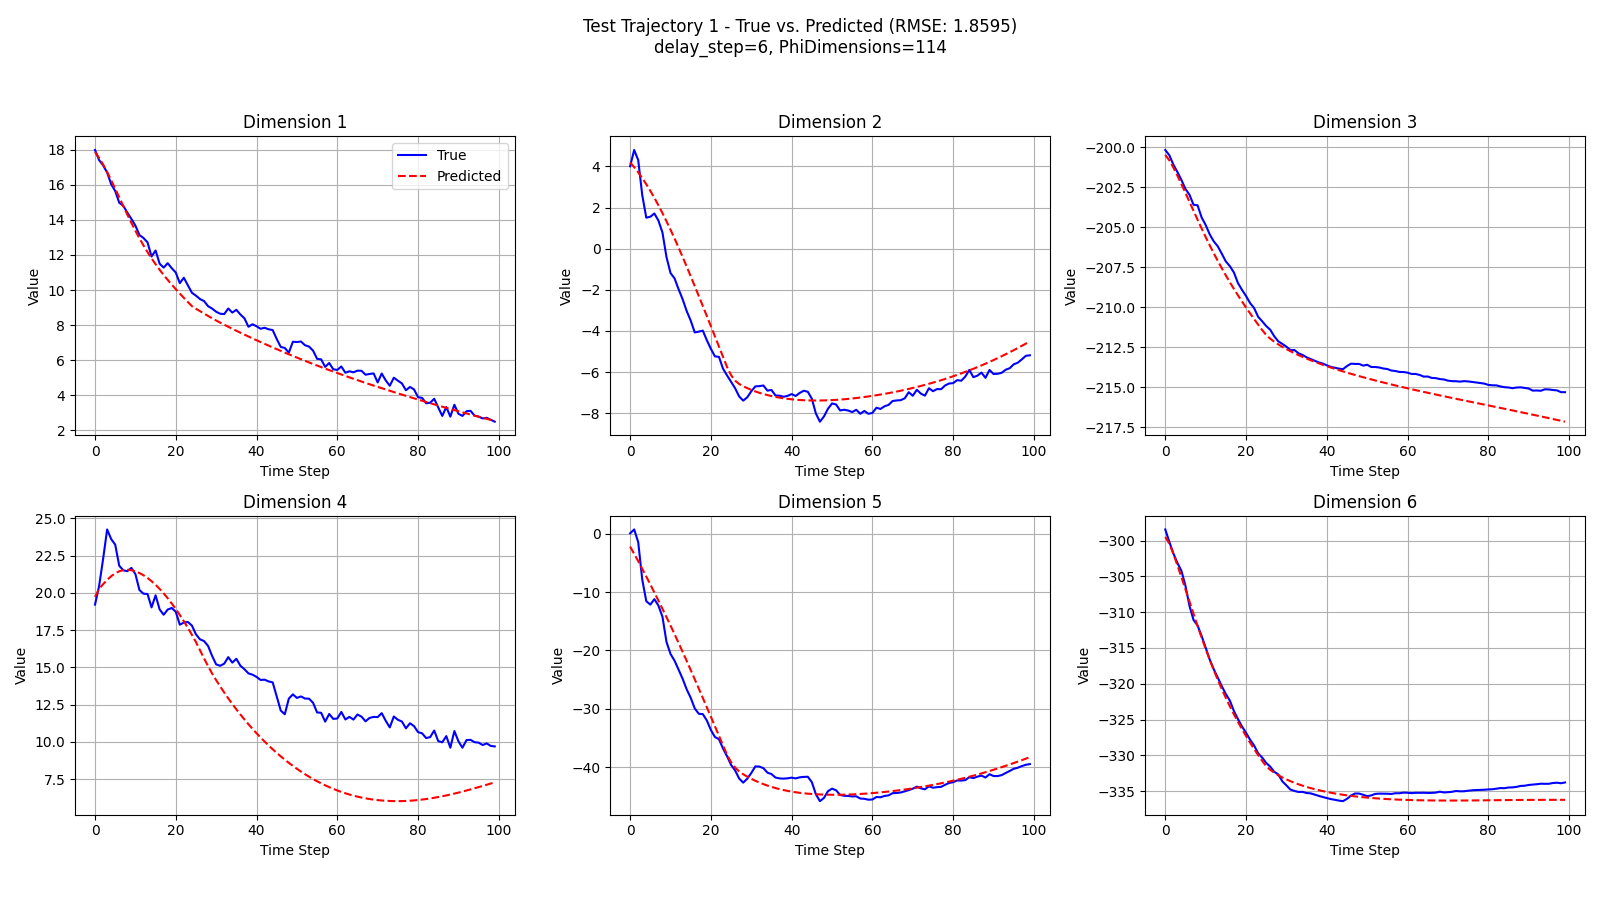 Test Trajectory 1 - True vs. Predicted (RMSE: 1.8595)
delay_step=6, PhiDimensions=114
Dimension 1
18
16
14
12
10
8
6
4
2
Value
0 20 40 60 80 100
Time Step
True
Predicted
Dimension 2
4
2
0
−2
−4
−6
−8
Value
0 20 40 60 80 100
Time Step
Dimension 3
−200.0
−202.5
−205.0
−207.5
−210.0
−212.5
−215.0
−217.5
Value
0 20 40 60 80 100
Time Step
Dimension 4
25.0
22.5
20.0
17.5
15.0
12.5
10.0
7.5
Value
0 20 40 60 80 100
Time Step
Dimension 5
0
−10
−20
−30
−40
Value
0 20 40 60 80 100
Time Step
Dimension 6
−300
−305
−310
−315
−320
−325
−330
−335
Value
0 20 40 60 80 100
Time Step